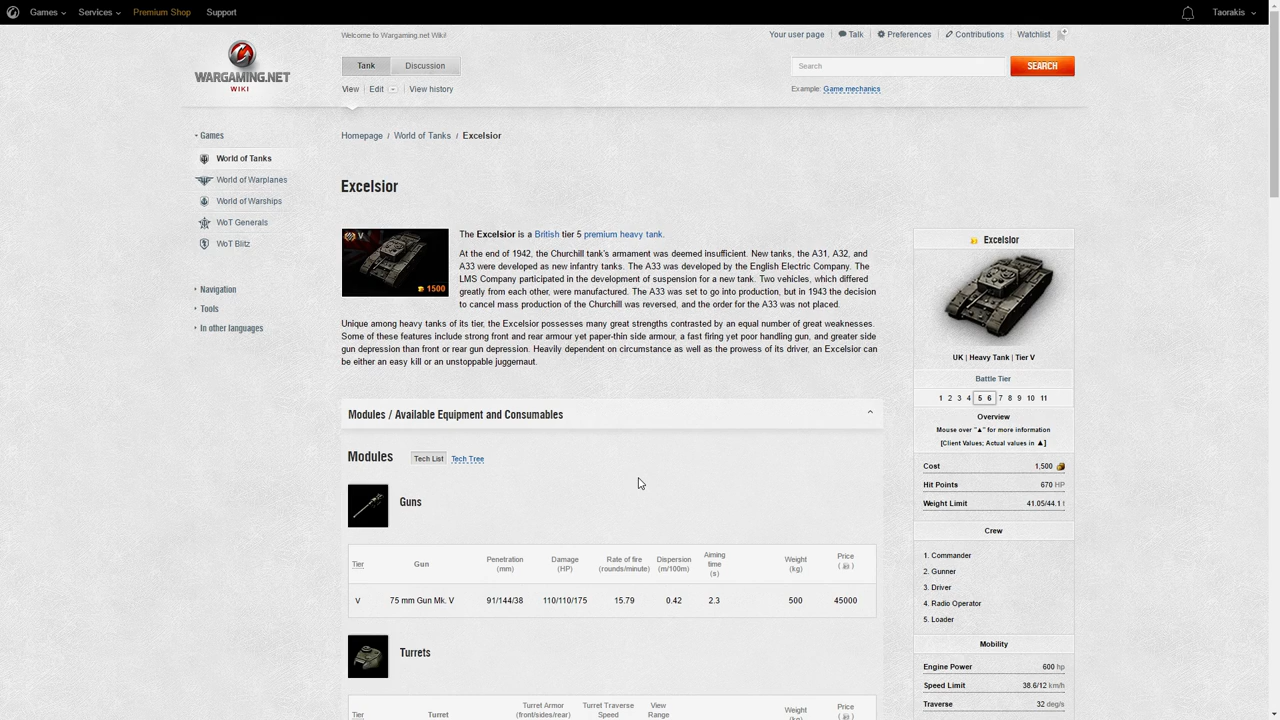 Games
Services
Premium Shop
Support
Taorakis
Welcome to Wargaming.net Wiki!
Your user page
Talk
Preferences
Contributions
Watchlist
WARGAMING.NET
WIKI
Tank
Discussion
Search
SEARCH
View
Edit
View history
Example: Game mechanics
Games
World of Tanks
World of Warplanes
World of Warships
WoT Generals
WoT Blitz
Navigation
Tools
In other languages
Homepage / World of Tanks / Excelsior
Excelsior
V
1500
The Excelsior is a British tier 5 premium heavy tank.
At the end of 1942, the Churchill tank's armament was deemed insufficient. New tanks, the A31, A32, and
A33 were developed as new infantry tanks. The A33 was developed by the English Electric Company. The
LMS Company participated in the development of suspension for a new tank. Two vehicles, which differed
greatly from each other, were manufactured. The A33 was set to go into production, but in 1943 the decision
to cancel mass production of the Churchill was reversed, and the order for the A33 was not placed.
Unique among heavy tanks of its tier, the Excelsior possesses many great strengths contrasted by an equal number of great weaknesses.
Some of these features include strong front and rear armour yet paper-thin side armour, a fast firing yet poor handling gun, and greater side
gun depression than front or rear gun depression. Heavily dependent on circumstance as well as the prowess of its driver, an Excelsior can
be either an easy kill or an unstoppable juggernaut.
Modules / Available Equipment and Consumables
Modules
Tech List
Tech Tree
Guns
Tier Gun Penetration (mm) Damage (HP) Rate of fire (rounds/minute) Dispersion (m/100m) Aiming time (s) Weight (kg) Price ( )
V 75 mm Gun Mk. V 91/144/38 110/110/175 15.79 0.42 2.3 500 45000
Turrets
Tier Turret Turret Armor (front/sides/rear) Turret Traverse Speed View Range Weight (kg) Price ( )
Excelsior
UK | Heavy Tank | Tier V
Battle Tier
1 2 3 4 5 6 7 8 9 10 11
Overview
Mouse over "▲" for more information
[Client Values; Actual values in ▲]
Cost 1,500
Hit Points 670 HP
Weight Limit 41.05/44.1 t
Crew
1. Commander
2. Gunner
3. Driver
4. Radio Operator
5. Loader
Mobility
Engine Power 600 hp
Speed Limit 38.6/12 km/h
Traverse 32 deg/s